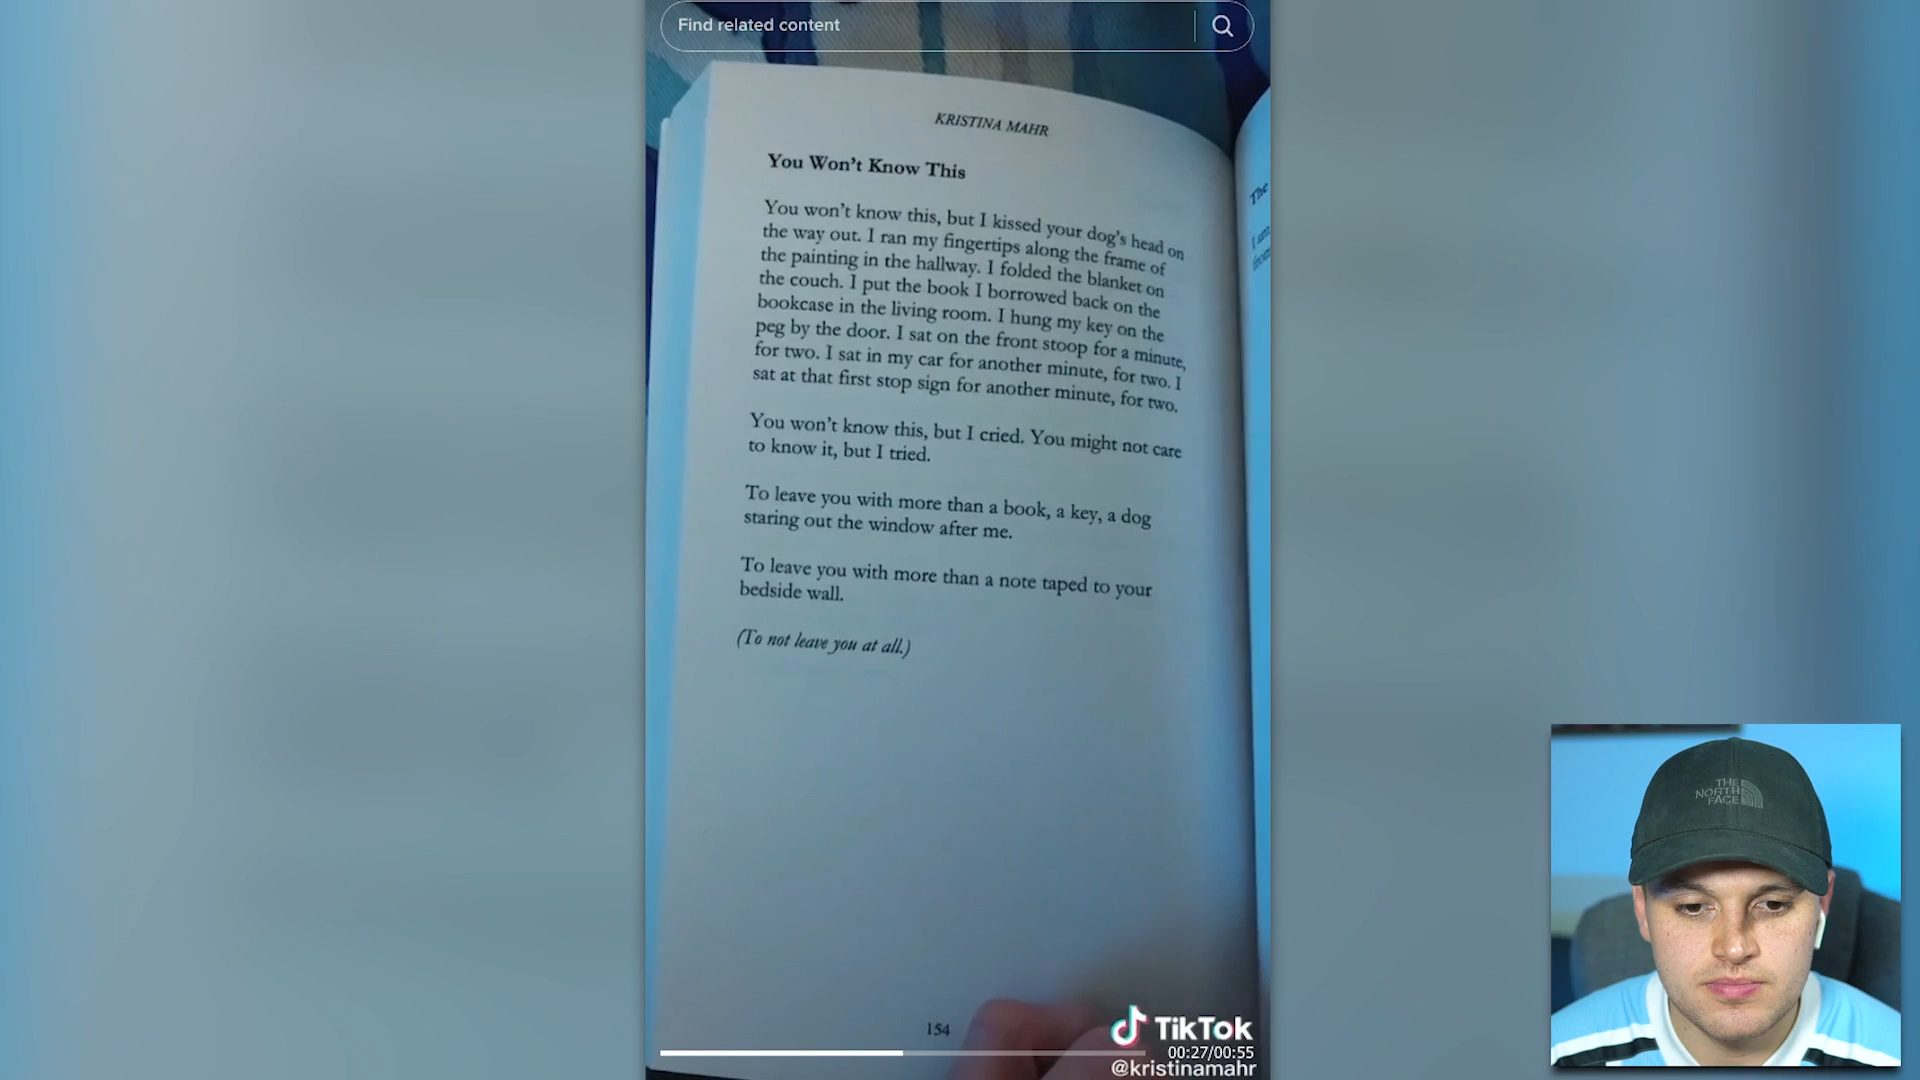 Find related content
KRISTINA MAHR
You Won't Know This
You won't know this, but I kissed your dog's head on
the way out. I ran my fingertips along the frame of
the painting in the hallway. I folded the blanket on
the couch. I put the book I borrowed back on the
bookcase in the living room. I hung my key on the
peg by the door. I sat on the front stoop for a minute,
for two. I sat in my car for another minute, for two. I
sat at that first stop sign for another minute, for two.
You won't know this, but I cried. You might not care
to know it, but I tried.
To leave you with more than a book, a key, a dog
staring out the window after me.
To leave you with more than a note taped to your
bedside wall.
(To not leave you at all.)
154
The
I am
TikTok
00:27/00:55
@kristinamahr
THE
NORTH
FACE